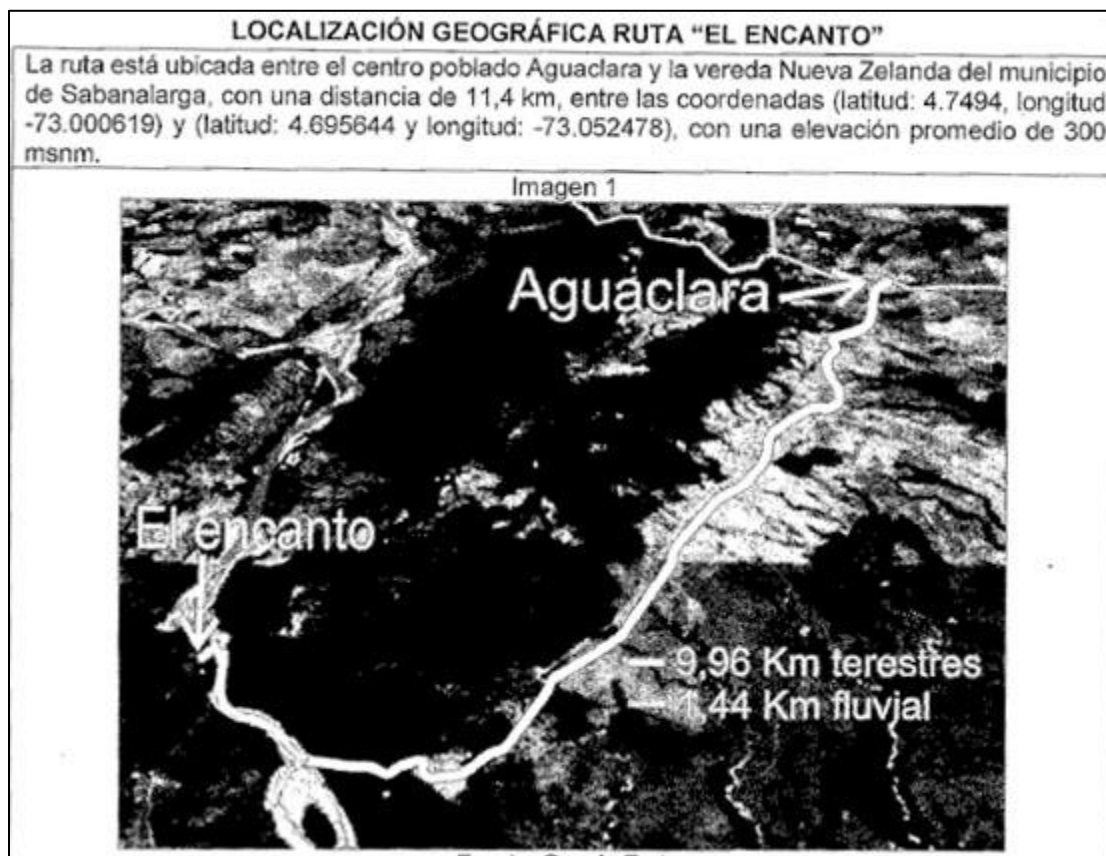 LOCALIZACIÓN GEOGRÁFICA RUTA “EL ENCANTO”
La ruta está ubicada entre el centro poblado Aguaclara y la vereda Nueva Zelanda del municipio
de Sabanalarga, con una distancia de 11,4 km, entre las coordenadas (latitud: 4.7494, longitud
-73.000619) y (latitud: 4.695644 y longitud: -73.052478), con una elevación promedio de 300
msnm.
Imagen 1
Aguaclara
El encanto
9,96 Km terestres
1,44 Km fluvjal